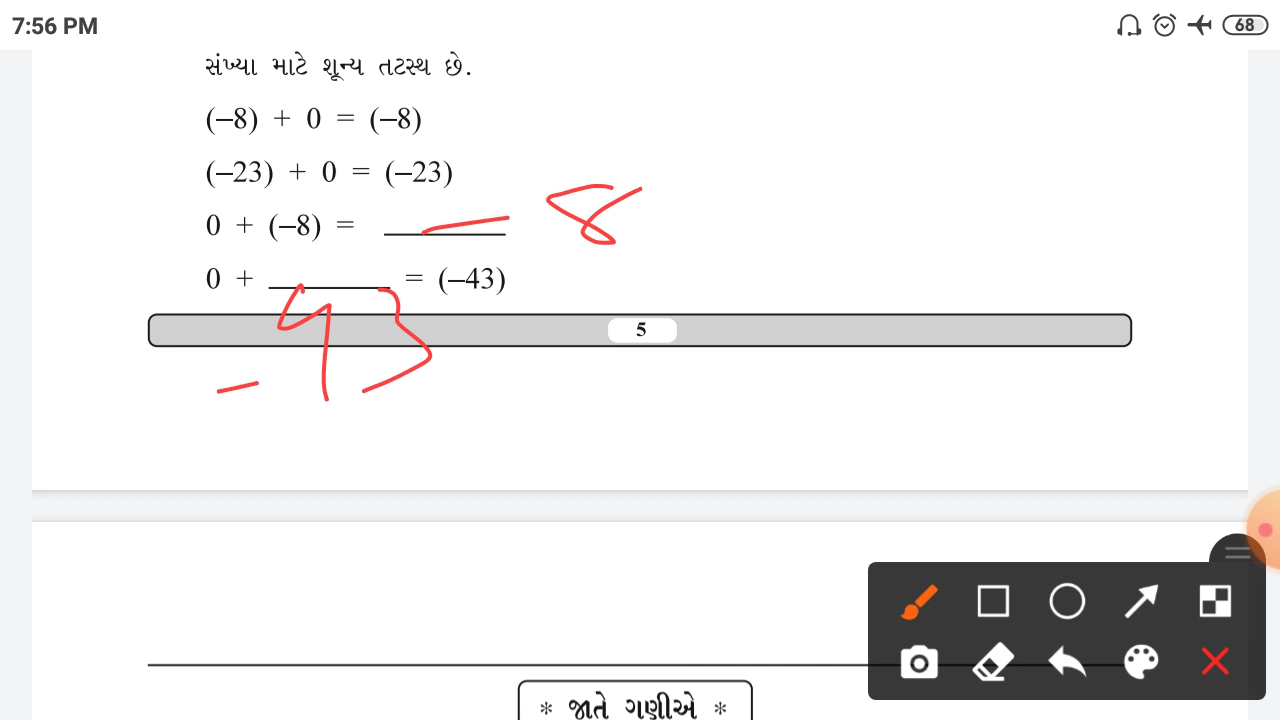 7:56 PM
68
સંખ્યા માટે શૂન્ય તટસ્થ છે.
(–8) + 0 = (–8)
(–23) + 0 = (–23)
0 + (–8) = ______ – 8
0 + ______ = (–43)
– 43
5
* જાતે ગણીએ *